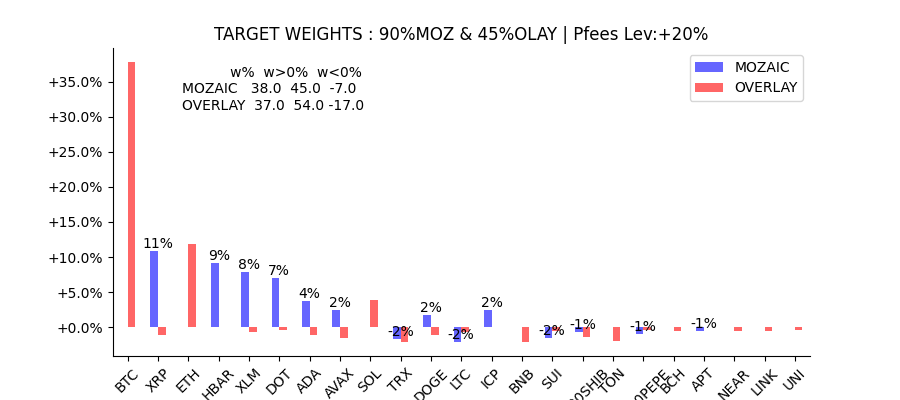 TARGET WEIGHTS : 90%MOZ & 45%OLAY | Pfees Lev:+20%
w% w>0% w<0%
MOZAIC 38.0 45.0 -7.0
OVERLAY 37.0 54.0 -17.0
MOZAIC
OVERLAY
+35.0%
+30.0%
+25.0%
+20.0%
+15.0%
+10.0%
+5.0%
+0.0%
11%
9%
8%
7%
4%
2%
-2%
2%
-2%
2%
-2%
-1%
-1%
-1%
BTC
XRP
ETH
HBAR
XLM
DOT
ADA
AVAX
SOL
TRX
DOGE
LTC
ICP
BNB
SUI
0SHIB
TON
0PEPE
BCH
APT
NEAR
LINK
UNI